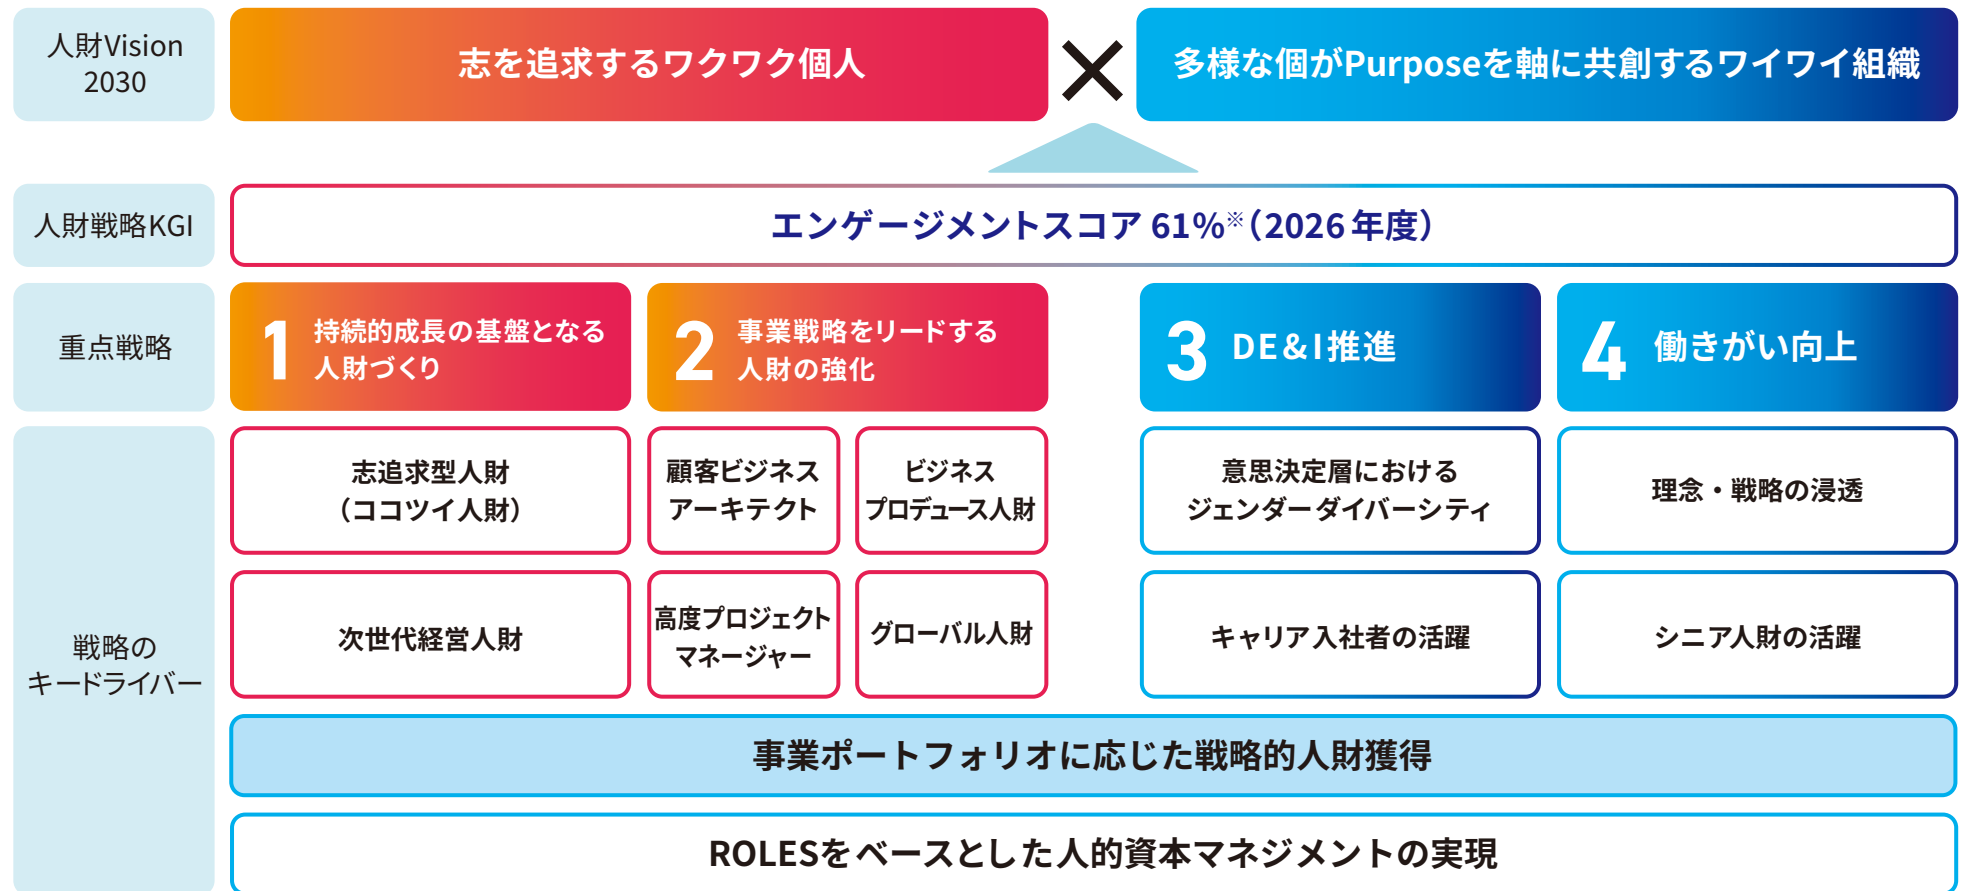 人財Vision
2030
志を追求するワクワク個人
×
多様な個がPurposeを軸に共創するワイワイ組織
人財戦略KGI
エンゲージメントスコア 61%※(2026年度)
重点戦略
1 持続的成長の基盤となる
人財づくり
2 事業戦略をリードする
人財の強化
3 DE&I推進
4 働きがい向上
戦略の
キードライバー
志追求型人財
(ココツイ人財)
顧客ビジネス
アーキテクト
ビジネス
プロデュース人財
意思決定層における
ジェンダーダイバーシティ
理念・戦略の浸透
次世代経営人財
高度プロジェクト
マネージャー
グローバル人財
キャリア入社者の活躍
シニア人財の活躍
事業ポートフォリオに応じた戦略的人財獲得
ROLESをベースとした人的資本マネジメントの実現